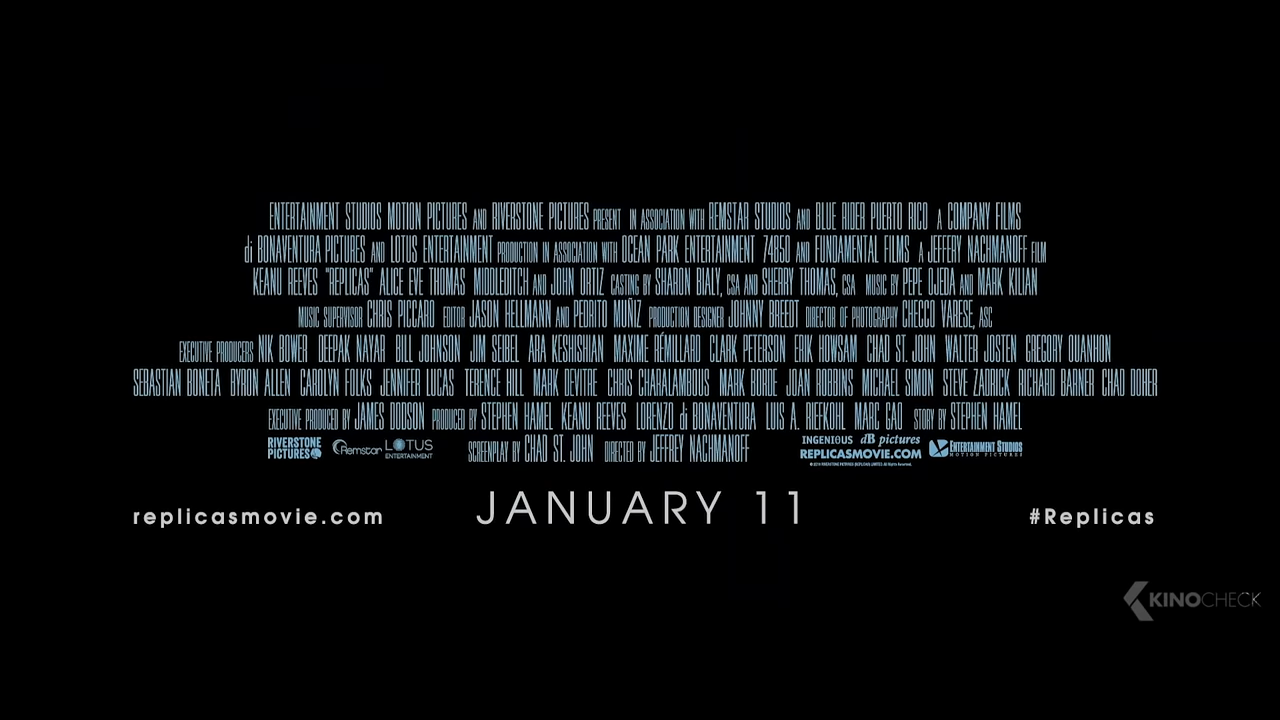 ENTERTAINMENT STUDIOS MOTION PICTURES AND RIVERSTONE PICTURES PRESENT IN ASSOCIATION WITH REMSTAR STUDIOS AND BLUE RIDER PUERTO RICO A COMPANY FILMS
di BONAVENTURA PICTURES AND LOTUS ENTERTAINMENT PRODUCTION IN ASSOCIATION WITH OCEAN PARK ENTERTAINMENT 74850 AND FUNDAMENTAL FILMS A JEFFERY NACHMANOFF FILM
KEANU REEVES "REPLICAS" ALICE EVE THOMAS MIDDLEDITCH AND JOHN ORTIZ CASTING BY SHARON BIALY, CSA AND SHERRY THOMAS, CSA MUSIC BY PEPE OJEDA AND MARK KILIAN
MUSIC SUPERVISOR CHRIS PICCARO EDITOR JASON HELLMANN AND PEDRITO MUÑIZ PRODUCTION DESIGNER JOHNNY BREEDT DIRECTOR OF PHOTOGRAPHY CHECCO VARESE, ASC
EXECUTIVE PRODUCERS NIK BOWER DEEPAK NAYAR BILL JOHNSON JIM SEIBEL ARA KESHISHIAN MAXIME RÉMILLARD CLARK PETERSON ERIK HOWSAM CHAD ST. JOHN WALTER JOSTEN GREGORY OUANHON
SEBASTIAN BONETA BYRON ALLEN CAROLYN FOLKS JENNIFER LUCAS TERENCE HILL MARK DEVITRE CHRIS CHARALAMBOUS MARK BORDE JOAN ROBBINS MICHAEL SIMON STEVE ZADRICK RICHARD BARNER CHAD DOHER
EXECUTIVE PRODUCED BY JAMES DODSON PRODUCED BY STEPHEN HAMEL KEANU REEVES LORENZO di BONAVENTURA LUIS A. RIEFKOHL MARC GAO STORY BY STEPHEN HAMEL
RIVERSTONE PICTURES Remstar LOTUS ENTERTAINMENT SCREENPLAY BY CHAD ST. JOHN DIRECTED BY JEFFREY NACHMANOFF INGENIOUS dB pictures ENTERTAINMENT STUDIOS MOTION PICTURES
REPLICASMOVIE.COM
replicasmovie.com JANUARY 11 #Replicas
KINOCHECK